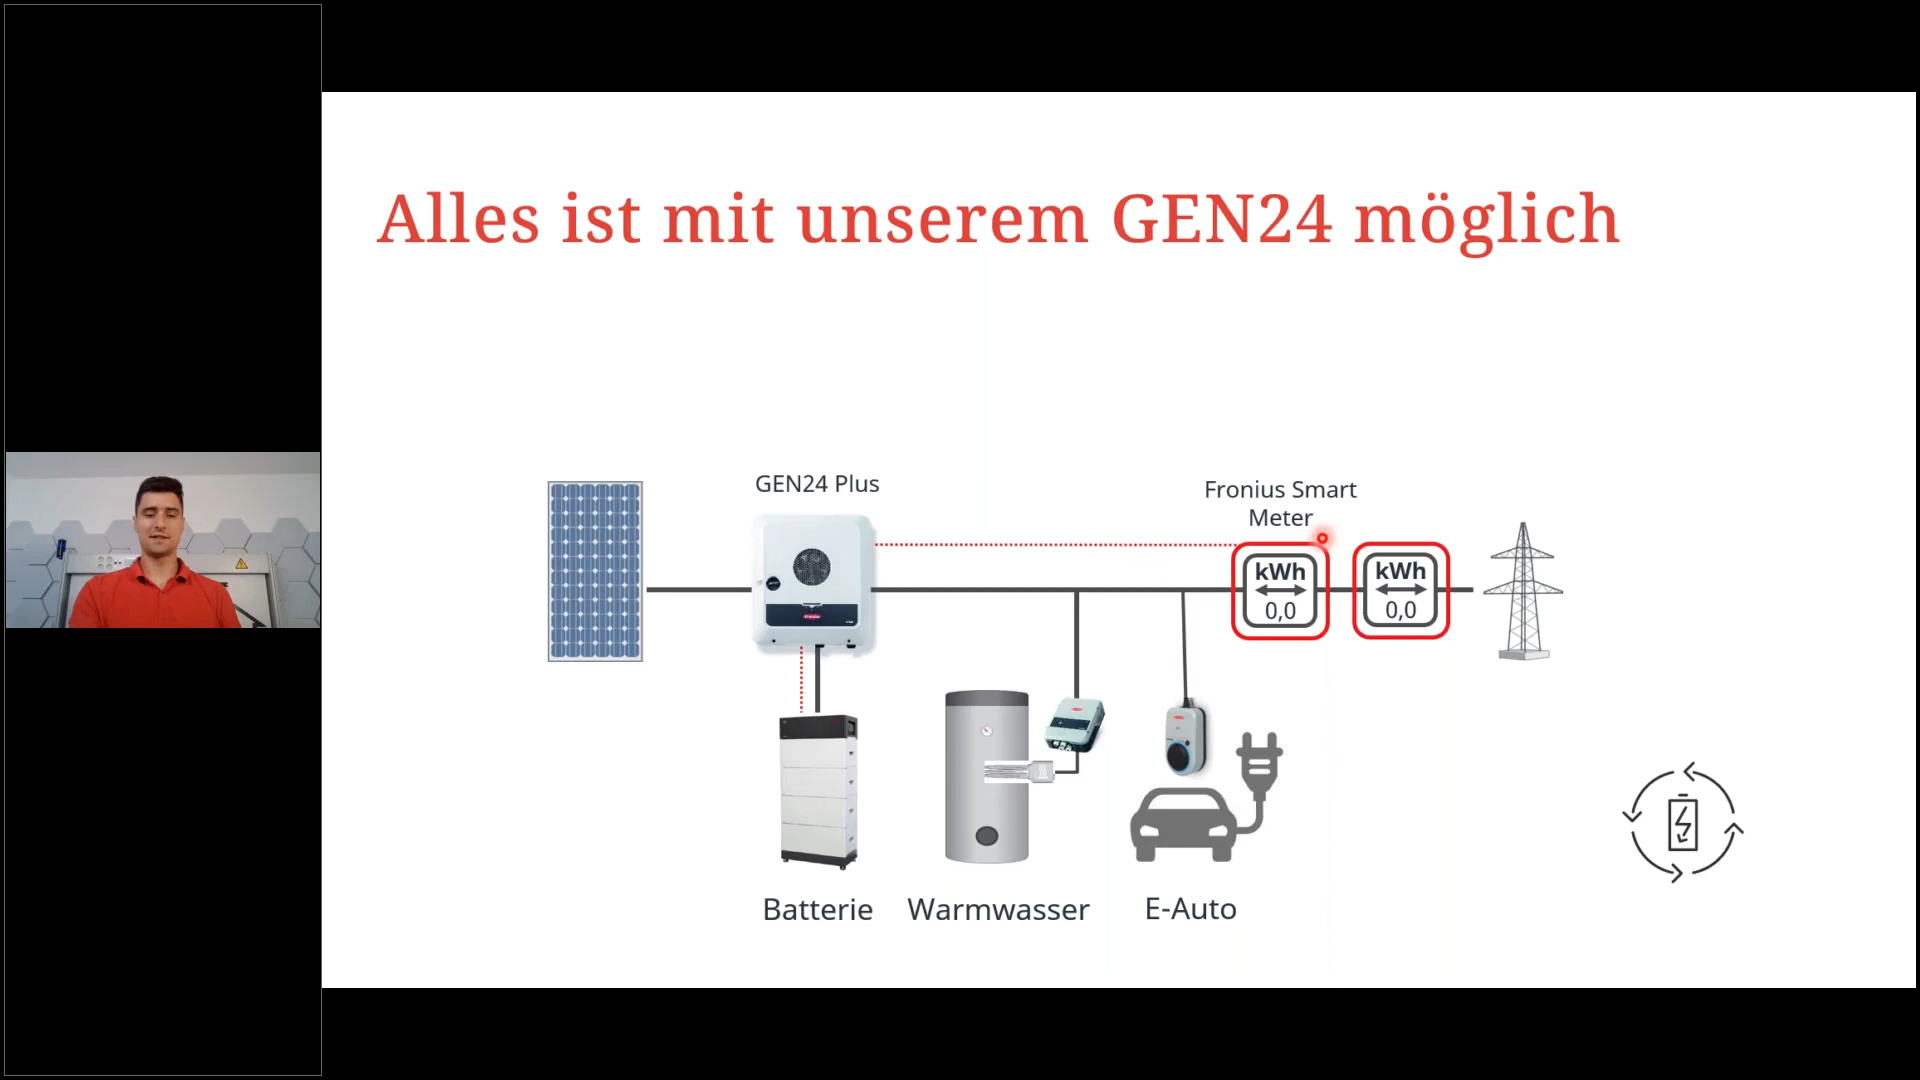 Alles ist mit unserem GEN24 möglich
GEN24 Plus
Fronius Smart
Meter
kWh
0,0
kWh
0,0
Batterie
Warmwasser
E-Auto